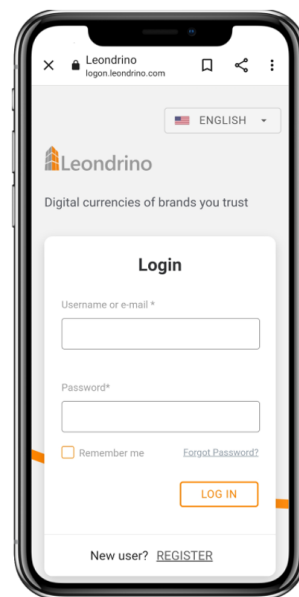 Leondrino
logon.leondrino.com
ENGLISH
Leondrino
Digital currencies of brands you trust
Login
Username or e-mail *
Password*
Remember me Forgot Password?
LOG IN
New user? REGISTER